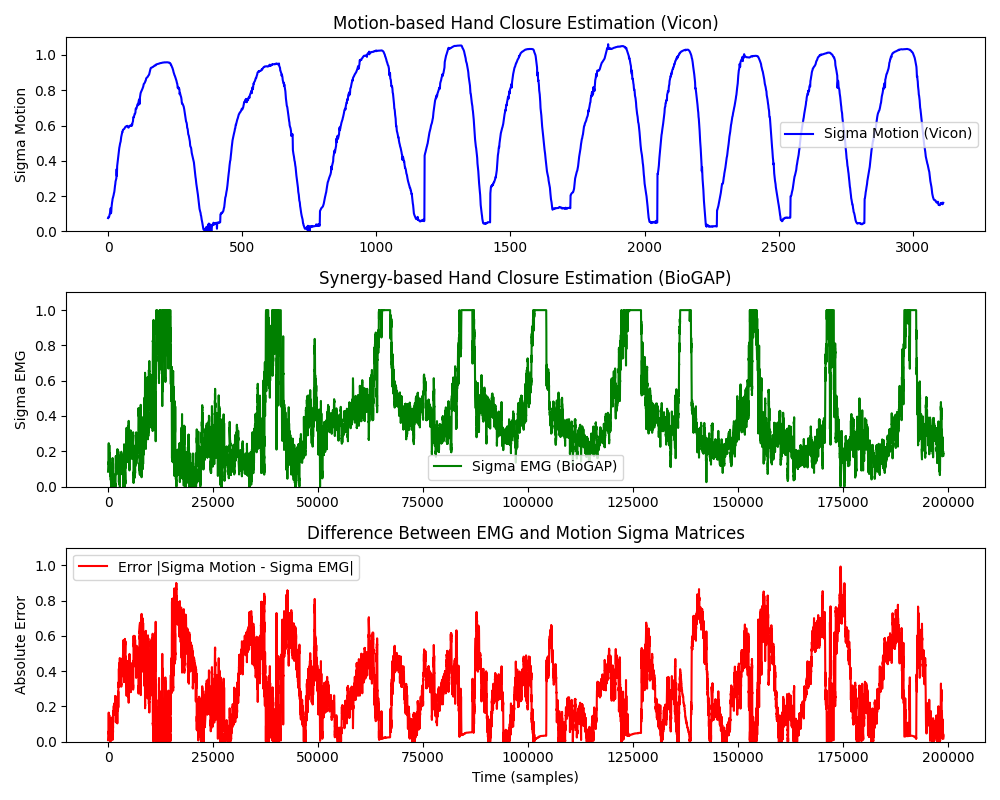 Motion-based Hand Closure Estimation (Vicon)
Sigma Motion
1.0
0.8
0.6
0.4
0.2
0.0
Sigma Motion (Vicon)
0 500 1000 1500 2000 2500 3000
Synergy-based Hand Closure Estimation (BioGAP)
Sigma EMG
1.0
0.8
0.6
0.4
0.2
0.0
Sigma EMG (BioGAP)
0 25000 50000 75000 100000 125000 150000 175000 200000
Difference Between EMG and Motion Sigma Matrices
Absolute Error
1.0
0.8
0.6
0.4
0.2
0.0
Error |Sigma Motion - Sigma EMG|
0 25000 50000 75000 100000 125000 150000 175000 200000
Time (samples)